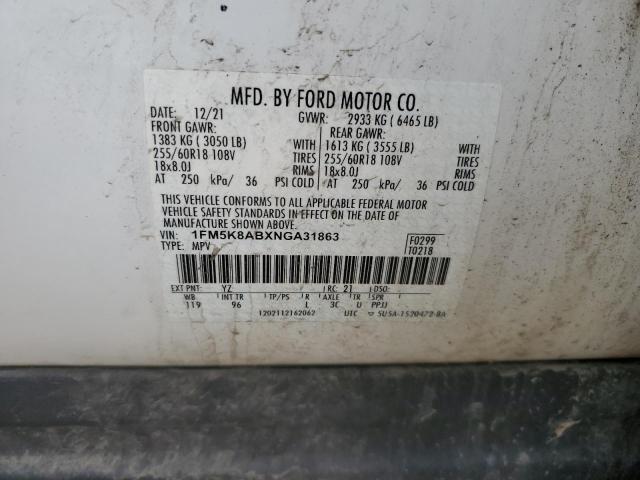 MFD. BY FORD MOTOR CO.
DATE: 12/21 GVWR: 2933 KG ( 6465 LB)
FRONT GAWR: REAR GAWR:
1383 KG ( 3050 LB) WITH 1613 KG ( 3555 LB) WITH
255/60R18 108V TIRES 255/60R18 108V TIRES
18x8.0J RIMS 18x8.0J RIMS
AT 250 kPa/ 36 PSI COLD AT 250 kPa/ 36 PSI COLD
THIS VEHICLE CONFORMS TO ALL APPLICABLE FEDERAL MOTOR
VEHICLE SAFETY STANDARDS IN EFFECT ON THE DATE OF
MANUFACTURE SHOWN ABOVE.
VIN: 1FM5K8ABXNGA31863 F0299
TYPE: MPV T0218
EXT PNT: YZ RC: 21 DSO:
WB INT TR TP/PS R AXLE TR SPR
119 96 L 3C U PPJJ
1202112162062 UTC 5U5A-1520472-BA